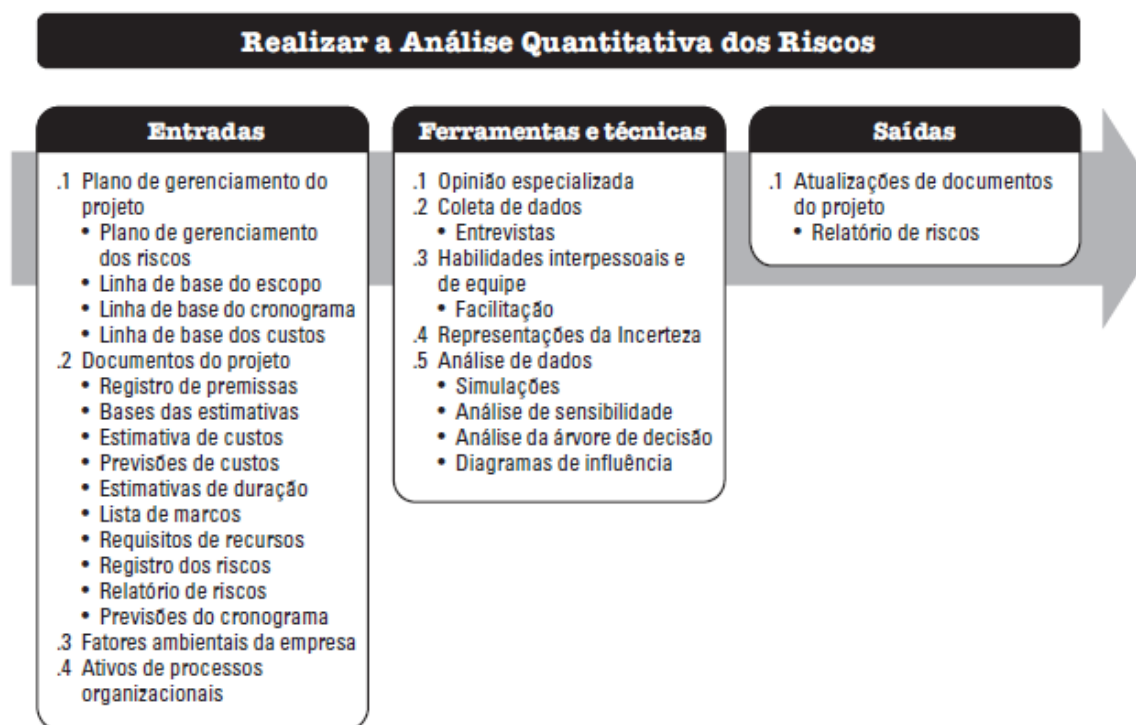 Realizar a Análise Quantitativa dos Riscos
Entradas
.1 Plano de gerenciamento do
projeto
• Plano de gerenciamento
dos riscos
• Linha de base do escopo
• Linha de base do cronograma
• Linha de base dos custos
.2 Documentos do projeto
• Registro de premissas
• Bases das estimativas
• Estimativa de custos
• Previsões de custos
• Estimativas de duração
• Lista de marcos
• Requisitos de recursos
• Registro dos riscos
• Relatório de riscos
• Previsões do cronograma
.3 Fatores ambientais da empresa
.4 Ativos de processos
organizacionais
Ferramentas e técnicas
.1 Opinião especializada
.2 Coleta de dados
• Entrevistas
.3 Habilidades interpessoais e
de equipe
• Facilitação
.4 Representações da Incerteza
.5 Análise de dados
• Simulações
• Análise de sensibilidade
• Análise da árvore de decisão
• Diagramas de influência
Saídas
.1 Atualizações de documentos
do projeto
• Relatório de riscos